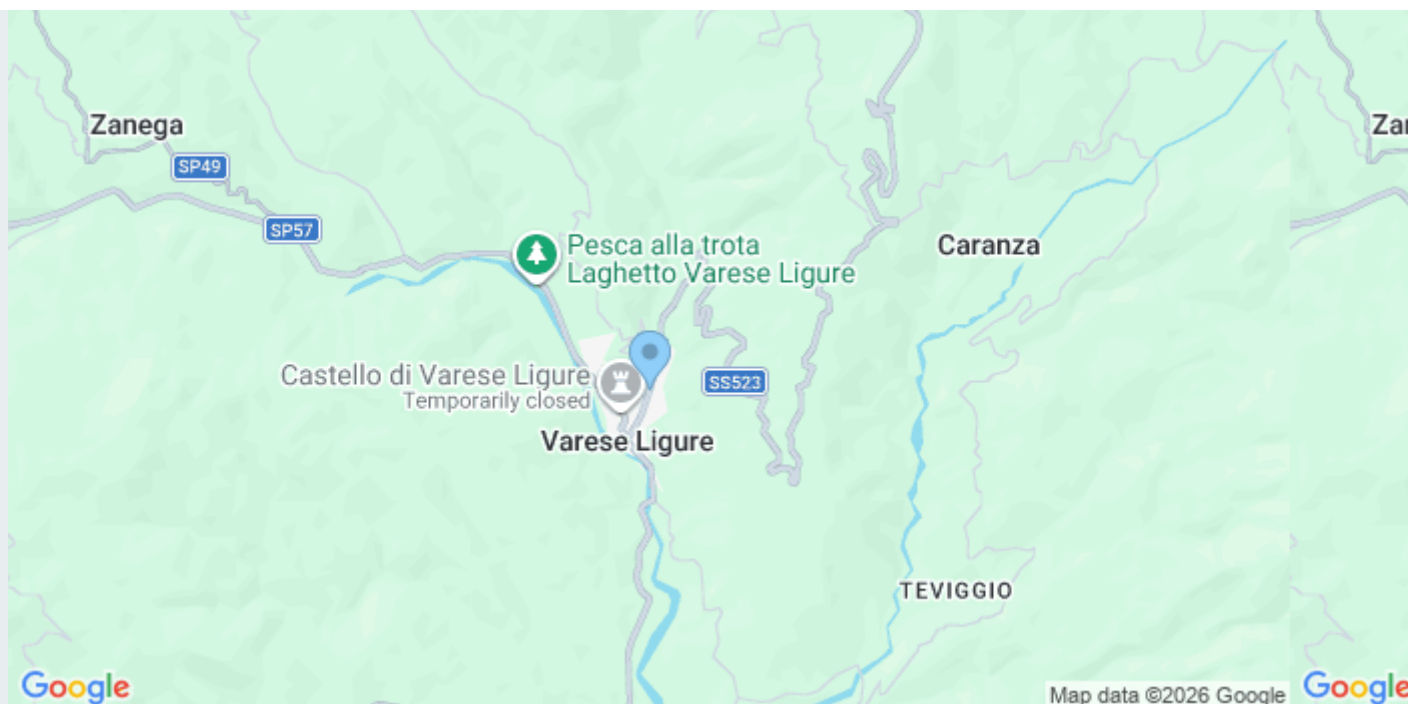 Zanega
Zar
SP49
SP57
Pesca alla trota
Laghetto Varese Ligure
Caranza
Castello di Varese Ligure
Temporarily closed
SS523
Varese Ligure
TEVIGGIO
Google
Map data ©2026 Google
Google